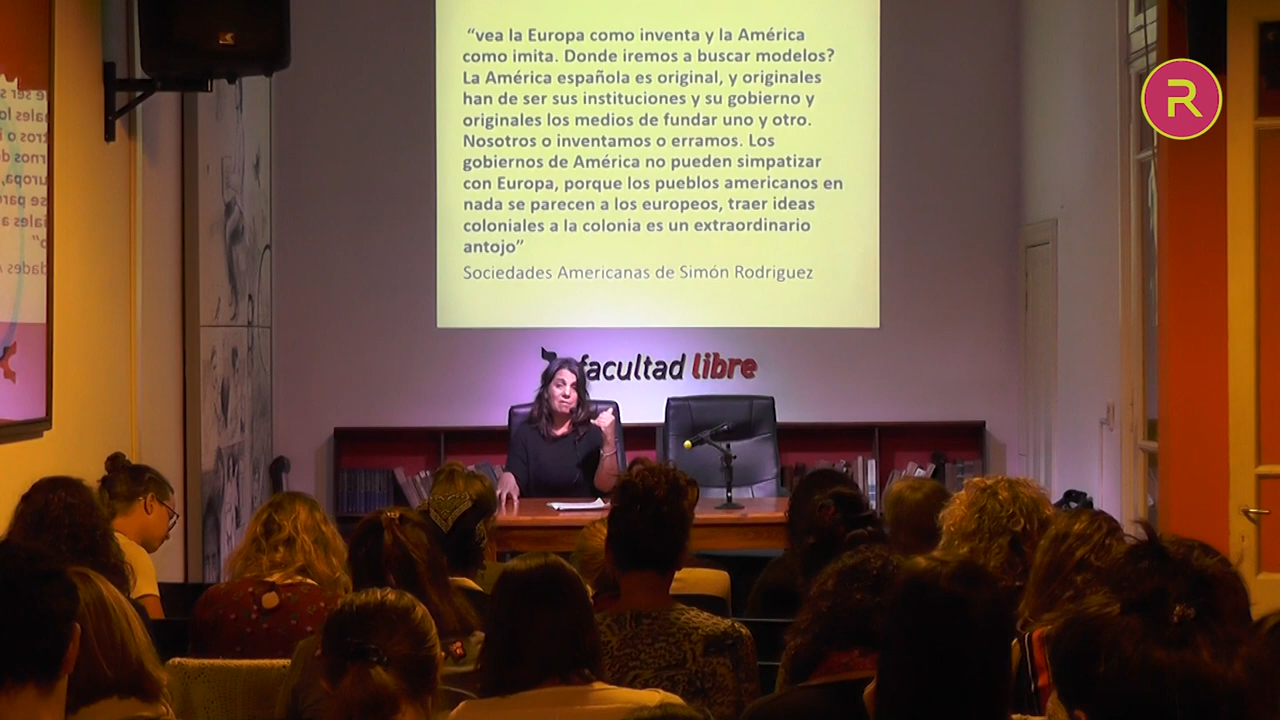 “vea la Europa como inventa y la América
como imita. Donde iremos a buscar modelos?
La América española es original, y originales
han de ser sus instituciones y su gobierno y
originales los medios de fundar uno y otro.
Nosotros o inventamos o erramos. Los
gobiernos de América no pueden simpatizar
con Europa, porque los pueblos americanos en
nada se parecen a los europeos, traer ideas
coloniales a la colonia es un extraordinario
antojo”
Sociedades Americanas de Simón Rodriguez
facultad libre
R